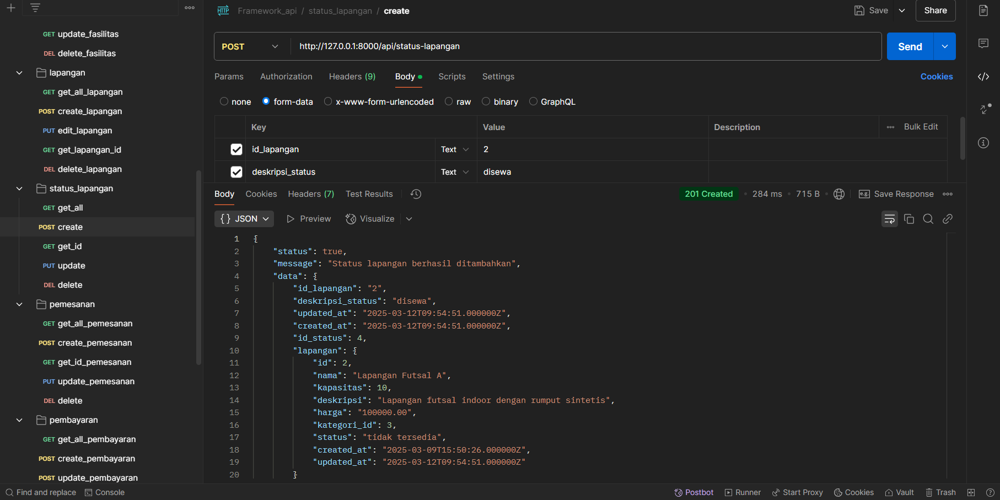 Framework_api / status_lapangan / create
Save
Share
GET update_fasilitas
DEL delete_fasilitas
lapangan
GET get_all_lapangan
POST create_lapangan
PUT edit_lapangan
GET get_lapangan_id
DEL delete_lapangan
status_lapangan
GET get_all
POST create
GET get_id
PUT update
DEL delete
pemesanan
GET get_all_pemesanan
POST create_pemesanan
GET get_id_pemesanan
PUT update_pemesanan
DEL delete
pembayaran
GET get_all_pembayaran
POST create_pembayaran
POST update_pembayaran
HTTP
POST http://127.0.0.1:8000/api/status-lapangan Send
Params Authorization Headers (9) Body Scripts Settings Cookies
none form-data x-www-form-urlencoded raw binary GraphQL
Key Value Description Bulk Edit
id_lapangan Text 2
deskripsi_status Text disewa
Body Cookies Headers (7) Test Results 201 Created 284 ms 715 B e.g. Save Response
{} JSON Preview Visualize
1 {
2 "status": true,
3 "message": "Status lapangan berhasil ditambahkan",
4 "data": {
5 "id_lapangan": "2",
6 "deskripsi_status": "disewa",
7 "updated_at": "2025-03-12T09:54:51.000000Z",
8 "created_at": "2025-03-12T09:54:51.000000Z",
9 "id_status": 4,
10 "lapangan": {
11 "id": 2,
12 "nama": "Lapangan Futsal A",
13 "kapasitas": 10,
14 "deskripsi": "Lapangan futsal indoor dengan rumput sintetis",
15 "harga": "100000.00",
16 "kategori_id": 3,
17 "status": "tidak tersedia",
18 "created_at": "2025-03-09T15:50:26.000000Z",
19 "updated_at": "2025-03-12T09:54:51.000000Z"
20 }
Find and replace Console Postbot Runner Start Proxy Cookies Vault Trash